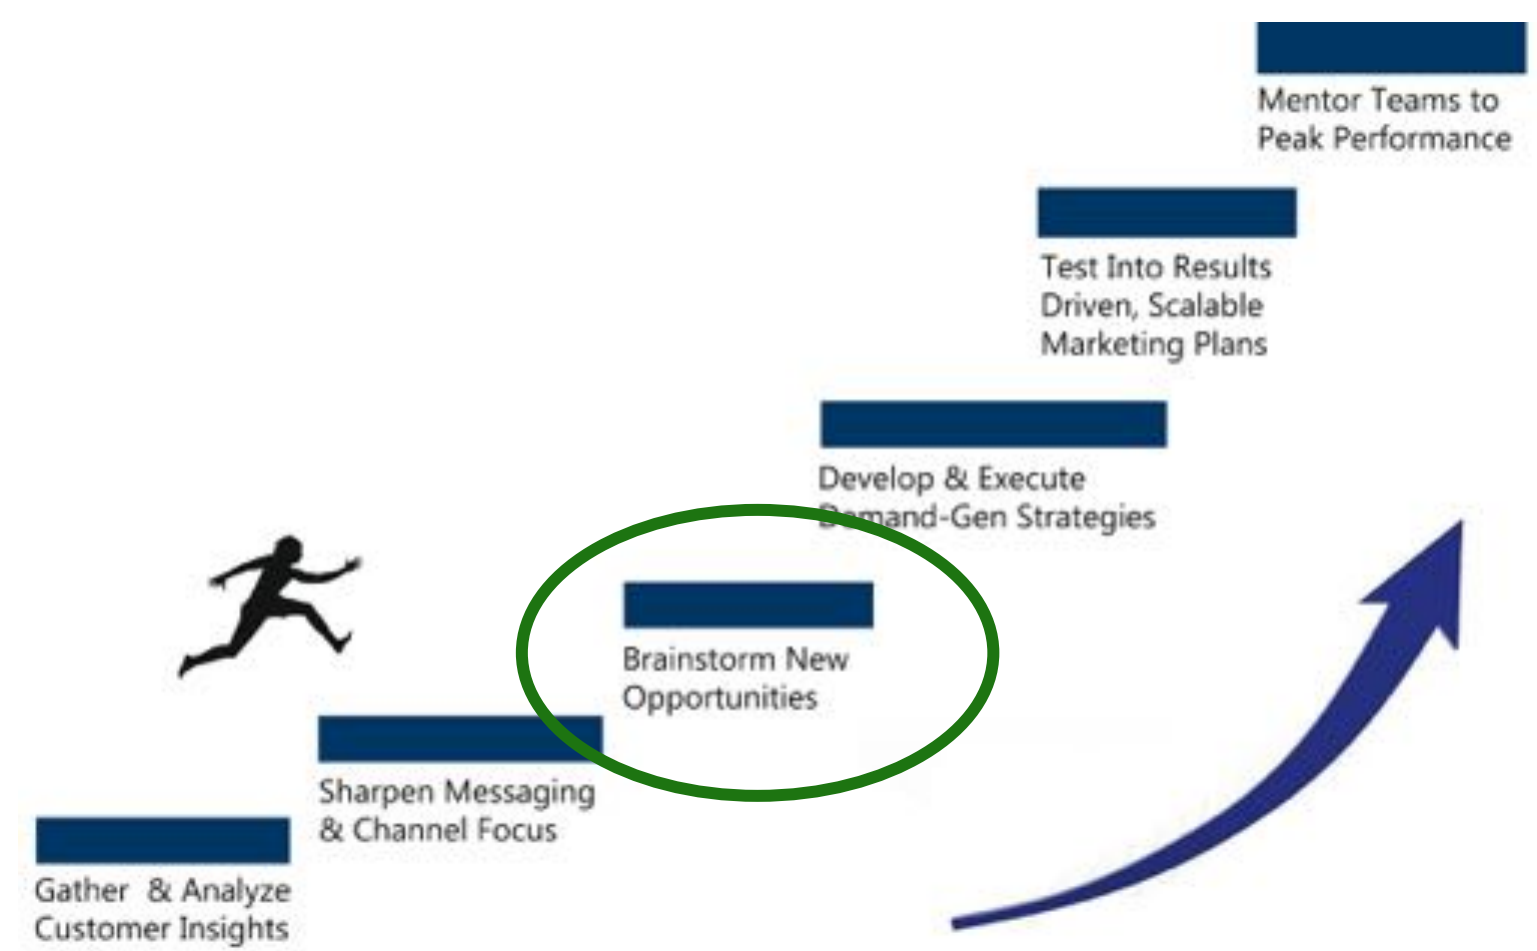 Mentor Teams to
Peak Performance
Test Into Results
Driven, Scalable
Marketing Plans
Develop & Execute
Demand-Gen Strategies
Brainstorm New
Opportunities
Sharpen Messaging
& Channel Focus
Gather & Analyze
Customer Insights